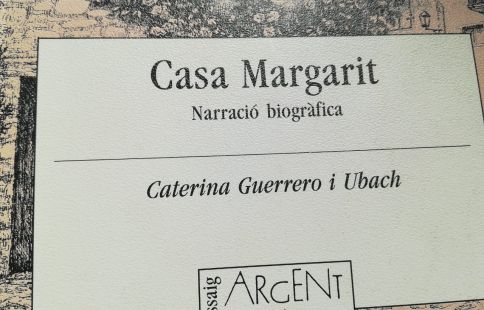 Casa Margarit
Narració biogràfica
Caterina Guerrero i Ubach
ARGENT